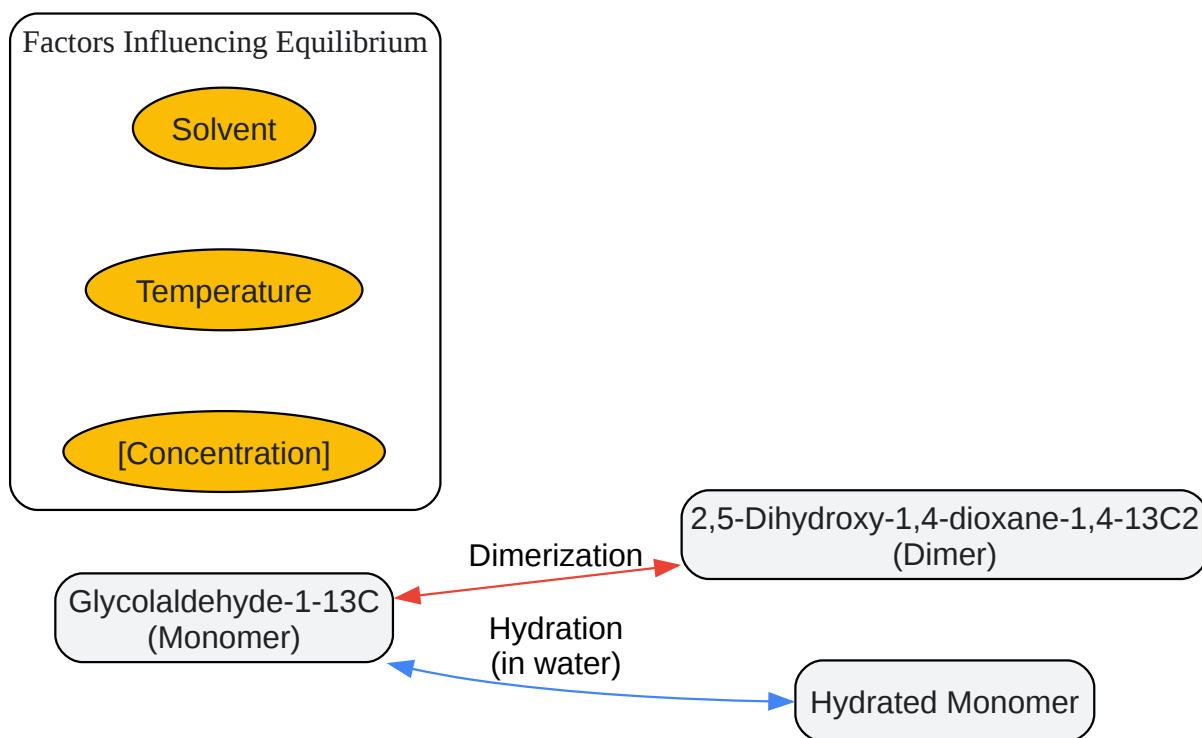 Factors Influencing Equilibrium
Solvent
Temperature
[Concentration]
2,5-Dihydroxy-1,4-dioxane-1,4-13C2
(Dimer)
Dimerization
Glycolaldehyde-1-13C
(Monomer)
Hydration
(in water)
Hydrated Monomer